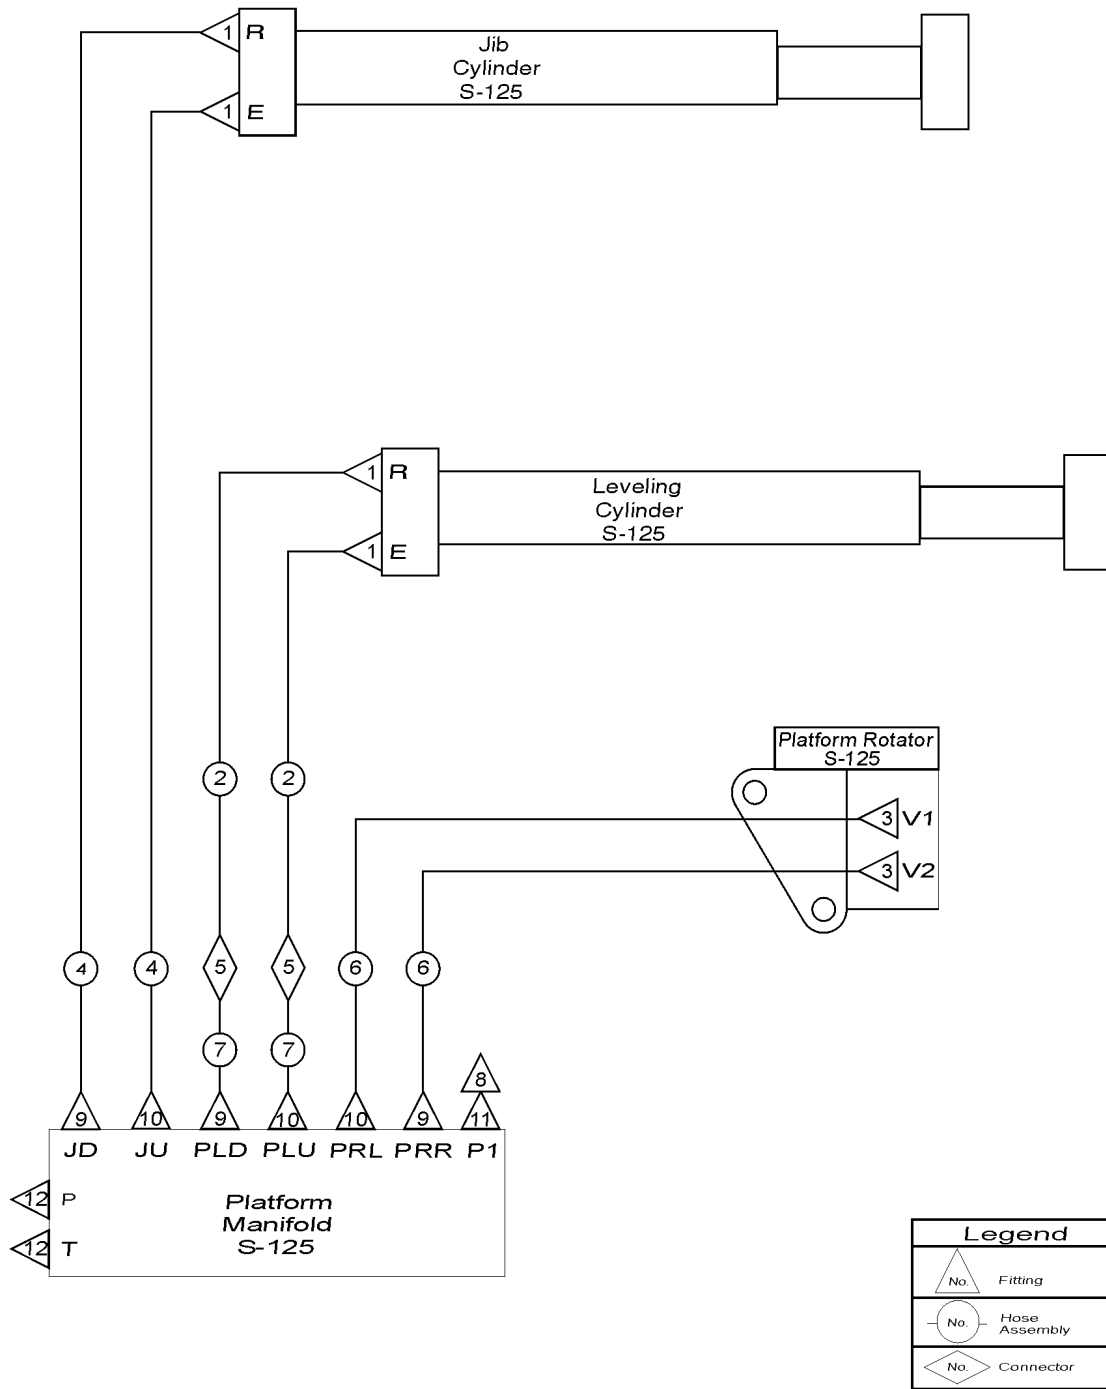 1 R
Jib
Cylinder
S-125
1 E
1 R
Leveling
Cylinder
S-125
1 E
Platform Rotator
S-125
2 2
3 V1
3 V2
4 4 5 5 6 6
7 7
8
9 10 9 10 10 9 11
JD JU PLD PLU PRL PRR P1
12 P
Platform
Manifold
S-125
12 T
Legend
No. Fitting
No. Hose
Assembly
No. Connector